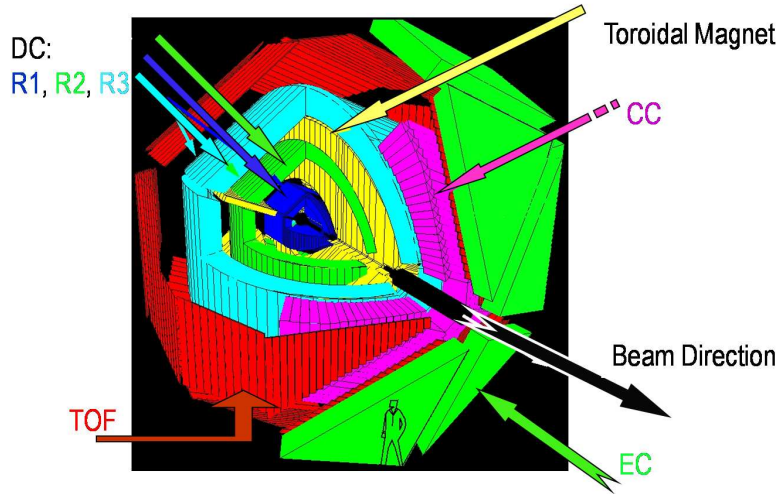 DC:
R1, R2, R3
Toroidal Magnet
CC
Beam Direction
TOF
EC